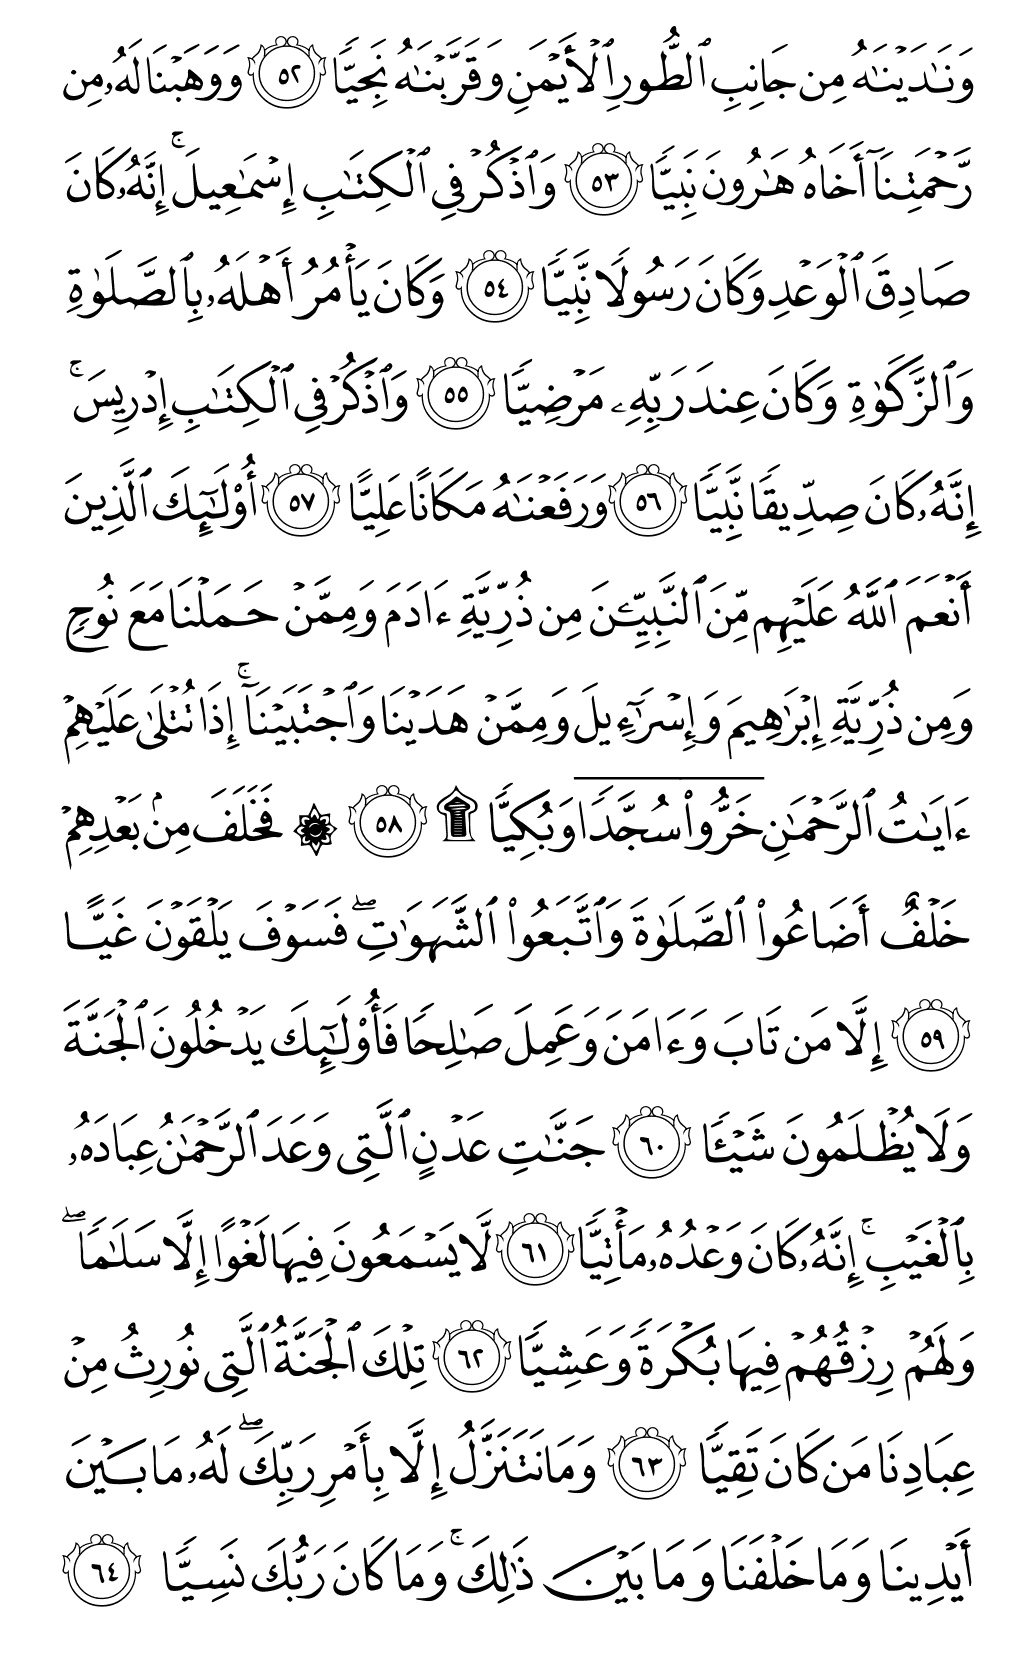 وَنَٰدَيْنَٰهُ مِن جَانِبِ ٱلطُّورِ ٱلْأَيْمَنِ وَقَرَّبْنَٰهُ نَجِيًّا ٥٢ وَوَهَبْنَا لَهُۥ مِن
رَّحْمَتِنَآ أَخَاهُ هَٰرُونَ نَبِيًّا ٥٣ وَٱذْكُرْ فِى ٱلْكِتَٰبِ إِسْمَٰعِيلَ ۚ إِنَّهُۥ كَانَ
صَادِقَ ٱلْوَعْدِ وَكَانَ رَسُولًا نَّبِيًّا ٥٤ وَكَانَ يَأْمُرُ أَهْلَهُۥ بِٱلصَّلَوٰةِ
وَٱلزَّكَوٰةِ وَكَانَ عِندَ رَبِّهِۦ مَرْضِيًّا ٥٥ وَٱذْكُرْ فِى ٱلْكِتَٰبِ إِدْرِيسَ ۚ
إِنَّهُۥ كَانَ صِدِّيقًا نَّبِيًّا ٥٦ وَرَفَعْنَٰهُ مَكَانًا عَلِيًّا ٥٧ أُو۟لَٰٓئِكَ ٱلَّذِينَ
أَنْعَمَ ٱللَّهُ عَلَيْهِم مِّنَ ٱلنَّبِيِّۦنَ مِن ذُرِّيَّةِ ءَادَمَ وَمِمَّنْ حَمَلْنَا مَعَ نُوحٍ
وَمِن ذُرِّيَّةِ إِبْرَٰهِيمَ وَإِسْرَٰٓءِيلَ وَمِمَّنْ هَدَيْنَا وَٱجْتَبَيْنَآ ۚ إِذَا تُتْلَىٰ عَلَيْهِمْ
ءَايَٰتُ ٱلرَّحْمَٰنِ خَرُّوا۟ سُجَّدًا وَبُكِيًّا ۩ ٥٨ ۞ فَخَلَفَ مِنۢ بَعْدِهِمْ
خَلْفٌ أَضَاعُوا۟ ٱلصَّلَوٰةَ وَٱتَّبَعُوا۟ ٱلشَّهَوَٰتِ ۖ فَسَوْفَ يَلْقَوْنَ غَيًّا
٥٩ إِلَّا مَن تَابَ وَءَامَنَ وَعَمِلَ صَٰلِحًا فَأُو۟لَٰٓئِكَ يَدْخُلُونَ ٱلْجَنَّةَ
وَلَا يُظْلَمُونَ شَيْـًٔا ٦٠ جَنَّٰتِ عَدْنٍ ٱلَّتِى وَعَدَ ٱلرَّحْمَٰنُ عِبَادَهُۥ
بِٱلْغَيْبِ ۚ إِنَّهُۥ كَانَ وَعْدُهُۥ مَأْتِيًّا ٦١ لَّا يَسْمَعُونَ فِيهَا لَغْوًا إِلَّا سَلَٰمًا ۖ
وَلَهُمْ رِزْقُهُمْ فِيهَا بُكْرَةً وَعَشِيًّا ٦٢ تِلْكَ ٱلْجَنَّةُ ٱلَّتِى نُورِثُ مِنْ
عِبَادِنَا مَن كَانَ تَقِيًّا ٦٣ وَمَا نَتَنَزَّلُ إِلَّا بِأَمْرِ رَبِّكَ ۖ لَهُۥ مَا بَيْنَ
أَيْدِينَا وَمَا خَلْفَنَا وَمَا بَيْنَ ذَٰلِكَ ۚ وَمَا كَانَ رَبُّكَ نَسِيًّا ٦٤